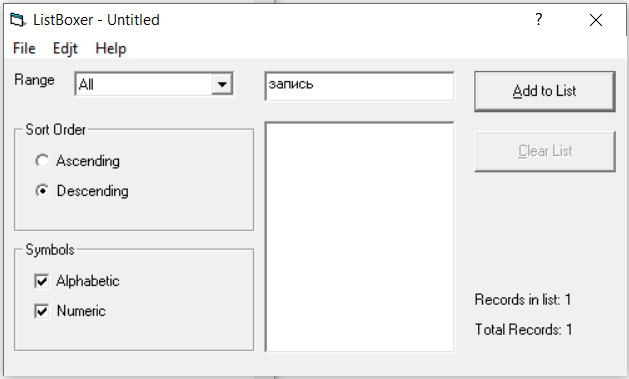 ListBoxer - Untitled ?
File Edjt Help
Range All запись Add to List
Sort Order Clear List
Ascending
Descending
Symbols
Alphabetic
Numeric
Records in list: 1
Total Records: 1